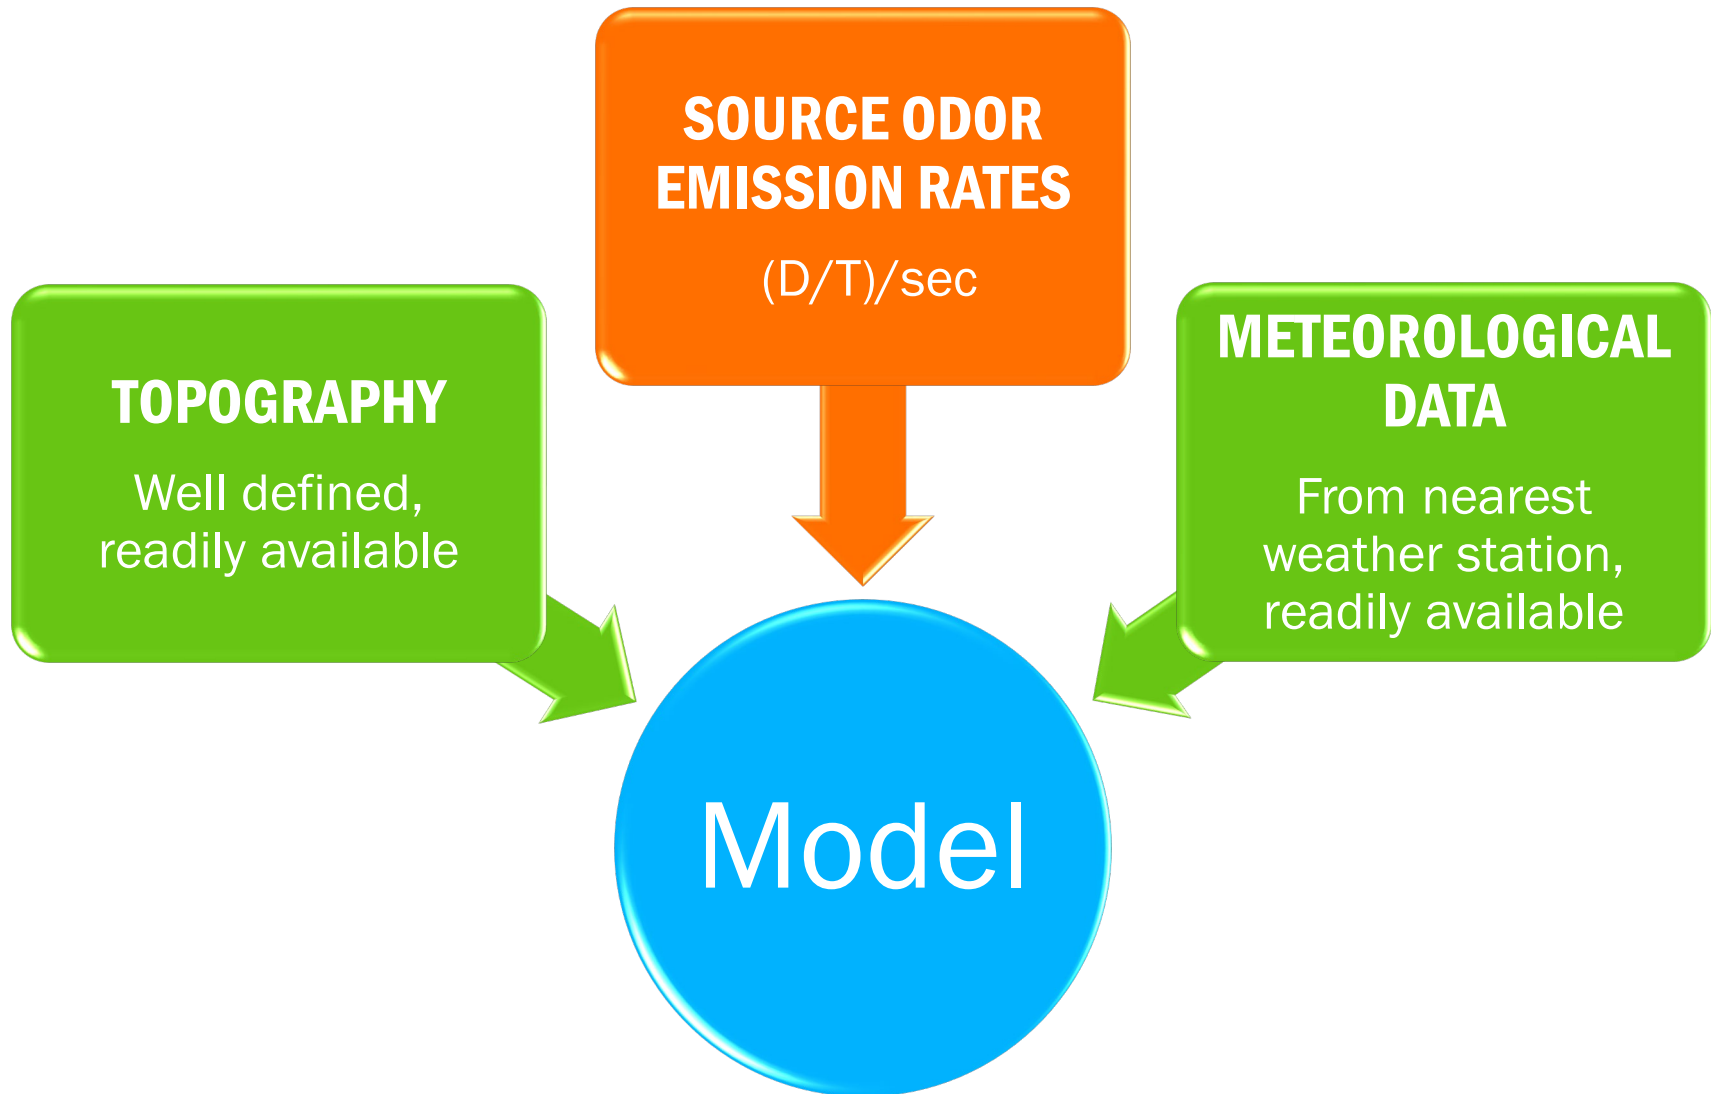 SOURCE ODOR
EMISSION RATES
(D/T)/sec
TOPOGRAPHY
Well defined,
readily available
METEOROLOGICAL
DATA
From nearest
weather station,
readily available
Model